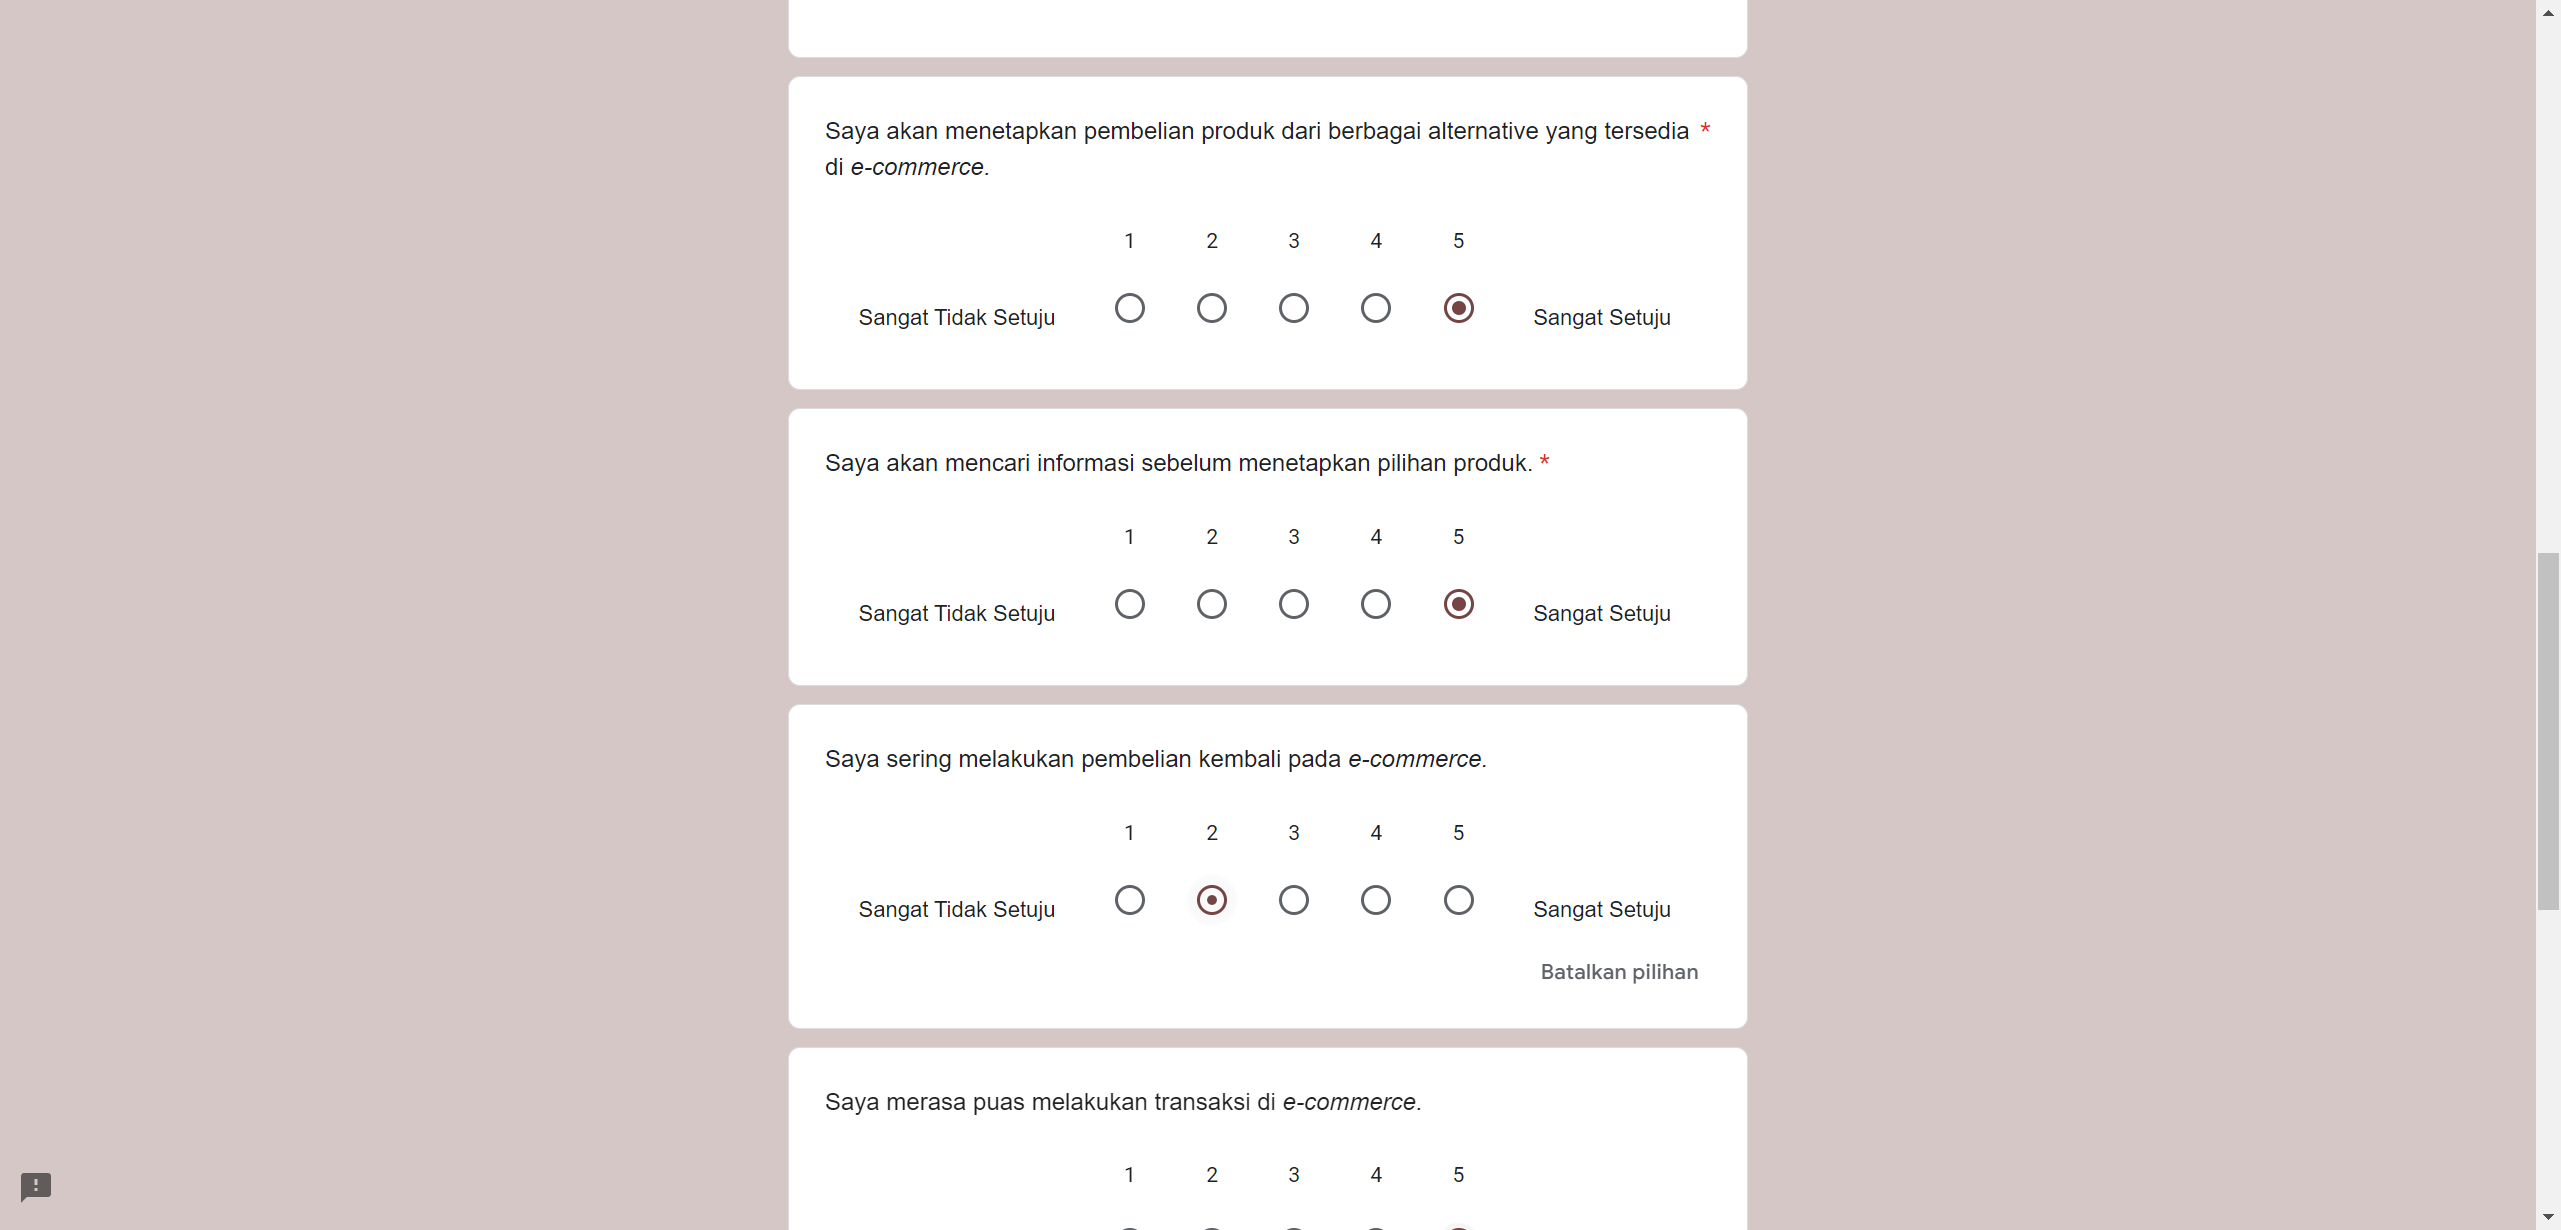 Saya akan menetapkan pembelian produk dari berbagai alternative yang tersedia *
di e-commerce.
1 2 3 4 5
Sangat Tidak Setuju Sangat Setuju
Saya akan mencari informasi sebelum menetapkan pilihan produk. *
1 2 3 4 5
Sangat Tidak Setuju Sangat Setuju
Saya sering melakukan pembelian kembali pada e-commerce.
1 2 3 4 5
Sangat Tidak Setuju Sangat Setuju
Batalkan pilihan
Saya merasa puas melakukan transaksi di e-commerce.
1 2 3 4 5